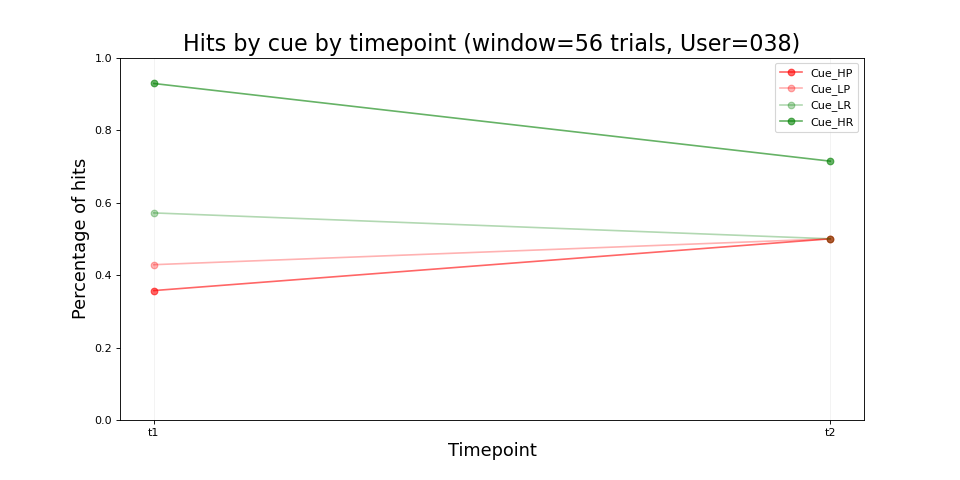 Hits by cue by timepoint (window=56 trials, User=038)
1.0
0.8
0.6
0.4
0.2
0.0
Percentage of hits
Cue_HP
Cue_LP
Cue_LR
Cue_HR
t1
t2
Timepoint